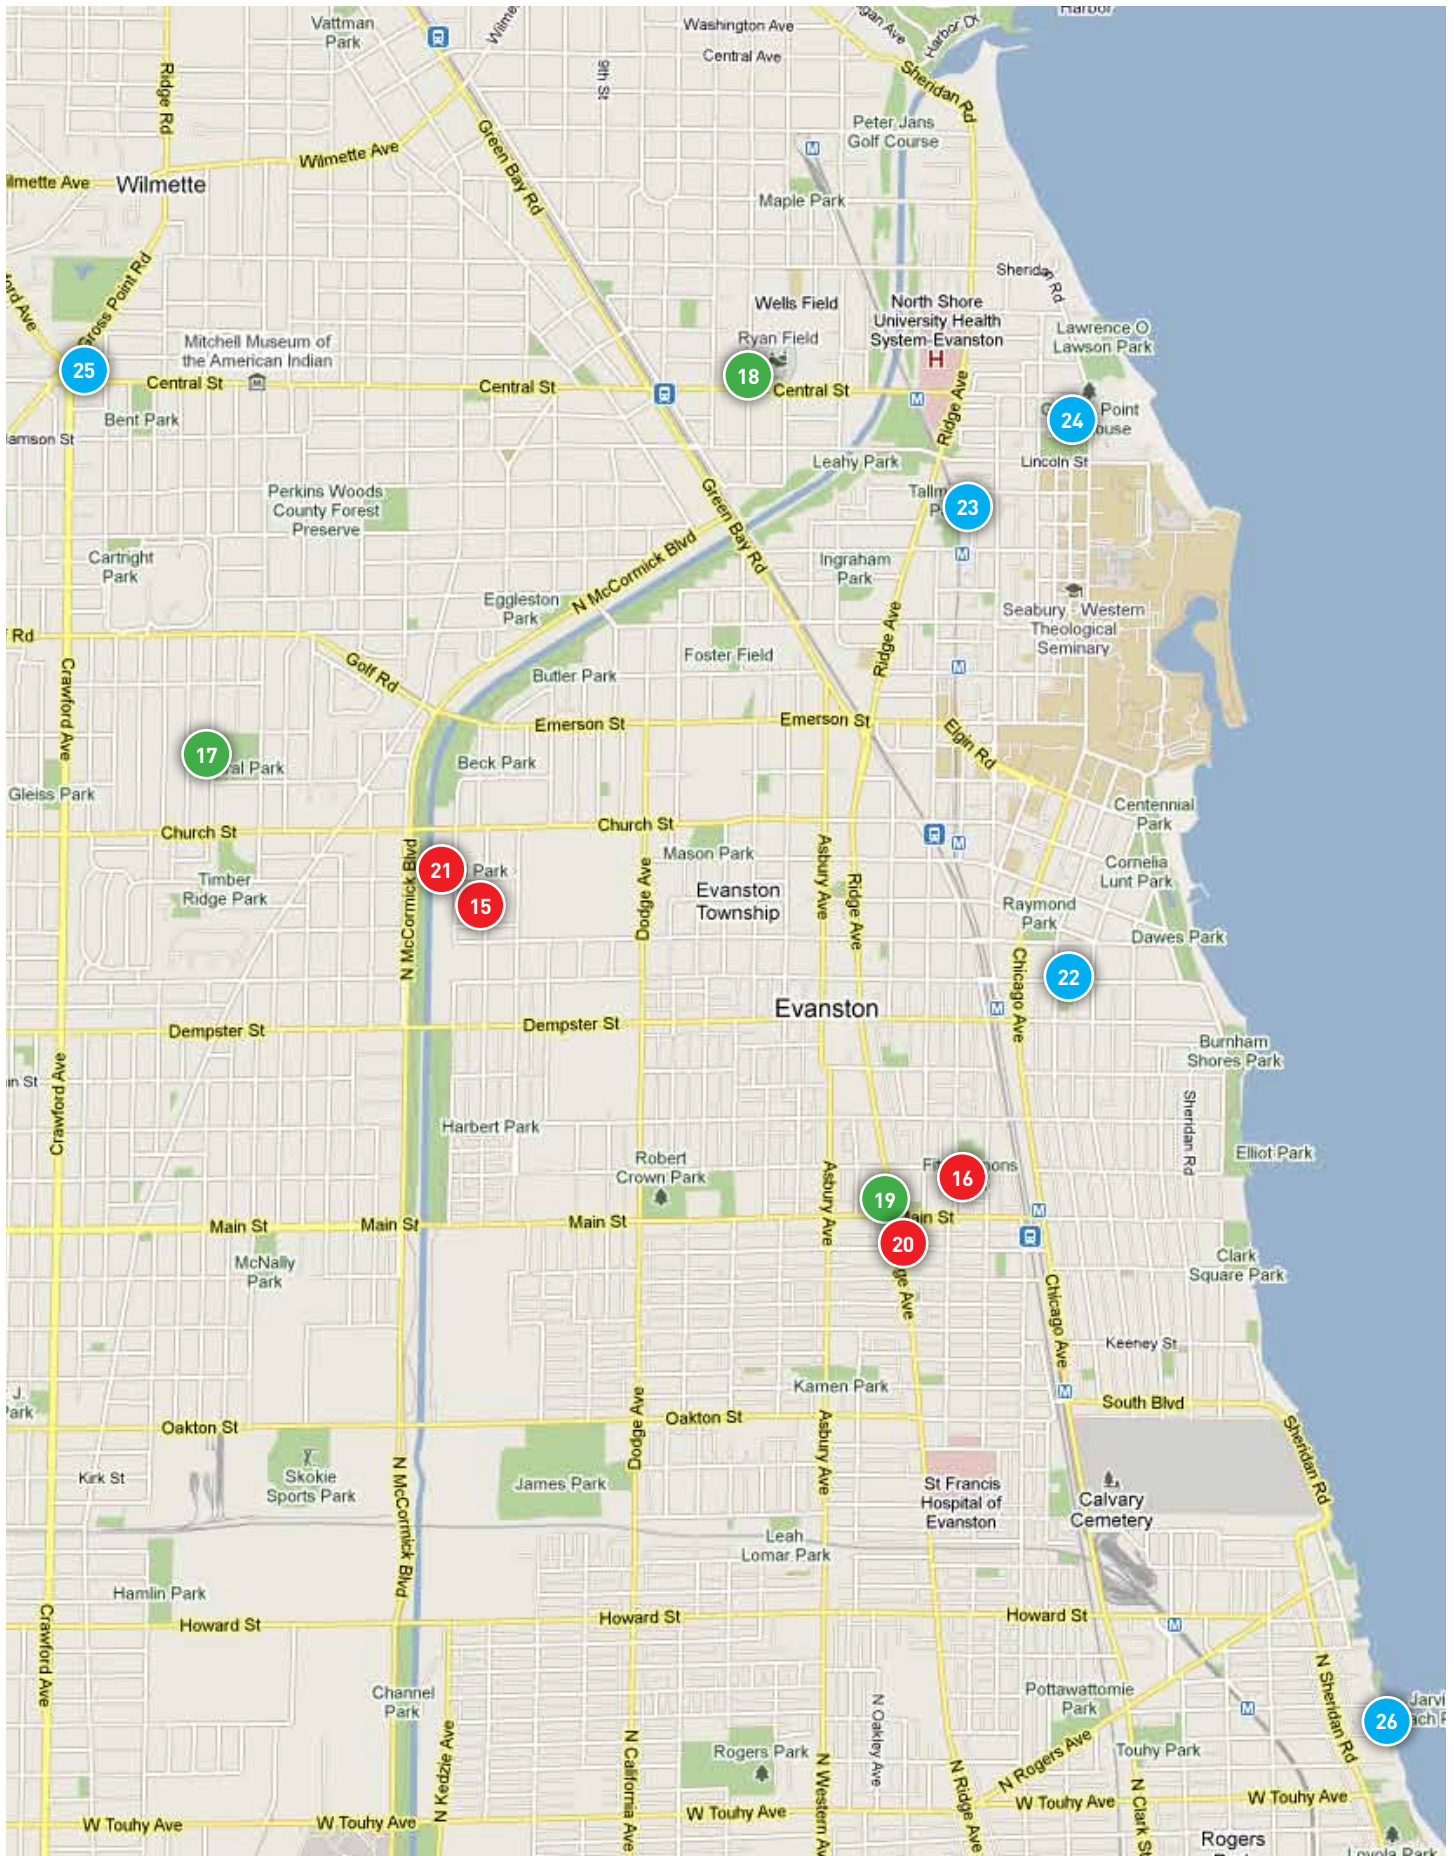 Harbor
Vattman
Park
Washington Ave
Central Ave
Harbor Dr
9th St
Ridge Rd
Sheridan Rd
Peter Jans
Golf Course
Green Bay Rd
Wilmette Ave
Wilmette
M
Maple Park
Gross Point Rd
Sheridan Rd
Wells Field
North Shore
University Health
System-Evanston
H
Lawrence O
Lawson Park
Ryan Field
Mitchell Museum of
the American Indian
25
Central St
Central St
18
Central St
M
Ridge Ave
24
Point
Bent Park
Leahy Park
Lincoln St
Perkins Woods
County Forest
Preserve
Green Bay Rd
23
M
Cartright
Park
N McCormick Blvd
Ingraham
Park
Eggleston
Park
Seabury - Western
Theological
Seminary
Rd
Ridge Ave
Foster Field
Golf Rd
Crawford Ave
Butler Park
M
Emerson St
Emerson St
Elgin Rd
17
Park
Beck Park
Gleiss Park
Centennial
Park
Church St
Church St
M
Mason Park
Asbury Ave
Ridge Ave
N McCormick Blvd
21
Park
Dodge Ave
Cornelia
Lunt Park
Timber
Ridge Park
15
Evanston
Township
Raymond
Park
Dawes Park
Chicago Ave
22
Evanston
M
Dempster St
Dempster St
Burnham
Shores Park
Crawford Ave
Sheridan Rd
Harbert Park
Elliot Park
Robert
Crown Park
Asbury Ave
16
19
Main St
Main St
Main St
Main St
M
20
McNally
Park
Clark
Square Park
Chicago Ave
Keeney St
Kamen Park
M
J.
Park
Dodge Ave
South Blvd
Oakton St
Oakton St
Asbury Ave
Sheridan Rd
Kirk St
Skokie
Sports Park
N McCormick Blvd
James Park
St Francis
Hospital of
Evanston
Calvary
Cemetery
Leah
Lomar Park
Hamlin Park
Howard St
Howard St
Howard St
M
Crawford Ave
N Sheridan Rd
Channel
Park
Pottawattomie
Park
N Oakley Ave
M
26
N Kedzie Ave
N California Ave
Rogers Park
N Western Av
N Rogers Ave
Touhy Park
N Ridge Ave
N Clark St
W Touhy Ave
W Touhy Ave
W Touhy Ave
W Touhy Ave
W Touhy Ave
Rogers
Loyola Park